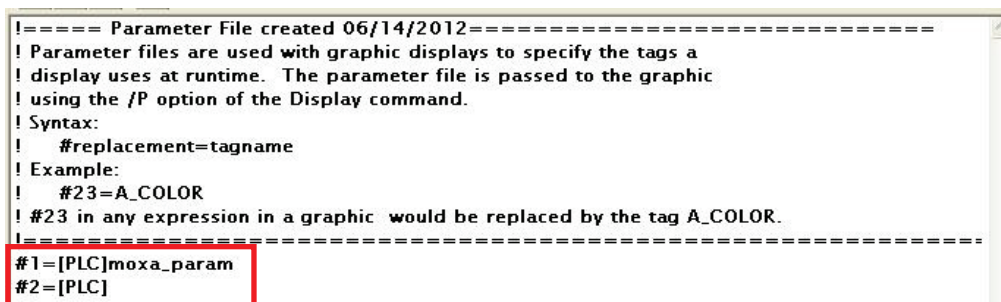 !===== Parameter File created 06/14/2012=============================
! Parameter files are used with graphic displays to specify the tags a
! display uses at runtime.  The parameter file is passed to the graphic
! using the /P option of the Display command.
! Syntax:
!    #replacement=tagname
! Example:
!    #23=A_COLOR
! #23 in any expression in a graphic  would be replaced by the tag A_COLOR.
!============================================================
#1=[PLC]moxa_param
#2=[PLC]